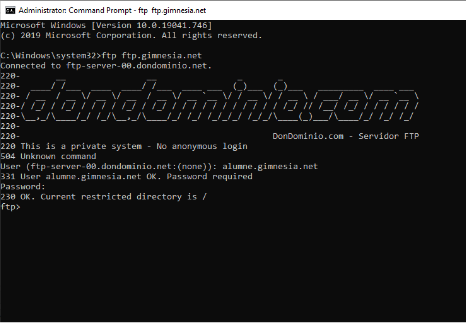 Administrator: Command Prompt - ftp ftp.gimnesia.net
Microsoft Windows [Version 10.0.19041.746]
(c) 2019 Microsoft Corporation. All rights reserved.
C:\Windows\system32>ftp ftp.gimnesia.net
Connected to ftp-server-00.dondominio.net.
220-
220-
220-
220-
220-
220-
220- DonDominio.com - Servidor FTP
220 This is a private system - No anonymous login
504 Unknown command
User (ftp-server-00.dondominio.net:(none)): alumne.gimnesia.net
331 User alumne.gimnesia.net OK. Password required
Password:
230 OK. Current restricted directory is /
ftp>